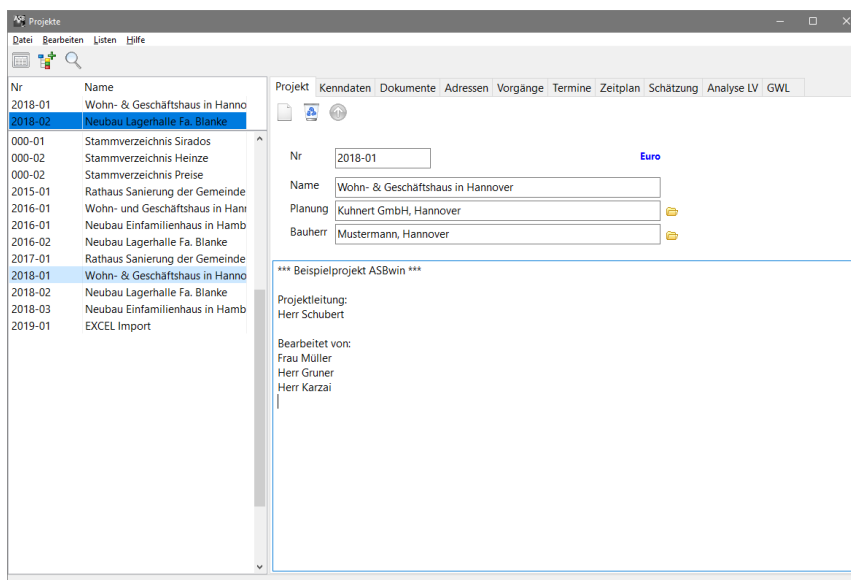 Projekte
Datei Bearbeiten Listen Hilfe
Nr Name
2018-01 Wohn- & Geschäftshaus in Hanno
2018-02 Neubau Lagerhalle Fa. Blanke
000-01 Stammverzeichnis Sirados
000-02 Stammverzeichnis Heinze
000-02 Stammverzeichnis Preise
2015-01 Rathaus Sanierung der Gemeinde
2016-01 Wohn- und Geschäftshaus in Hann
2016-01 Neubau Einfamilienhaus in Hamb
2016-02 Neubau Lagerhalle Fa. Blanke
2017-01 Rathaus Sanierung der Gemeinde
2018-01 Wohn- & Geschäftshaus in Hanno
2018-02 Neubau Lagerhalle Fa. Blanke
2018-03 Neubau Einfamilienhaus in Hamb
2019-01 EXCEL Import
Projekt Kenndaten Dokumente Adressen Vorgänge Termine Zeitplan Schätzung Analyse LV GWL
Nr 2018-01 Euro
Name Wohn- & Geschäftshaus in Hannover
Planung Kuhnert GmbH, Hannover
Bauherr Mustermann, Hannover
*** Beispielprojekt ASBwin ***
Projektleitung:
Herr Schubert
Bearbeitet von:
Frau Müller
Herr Gruner
Herr Karzai